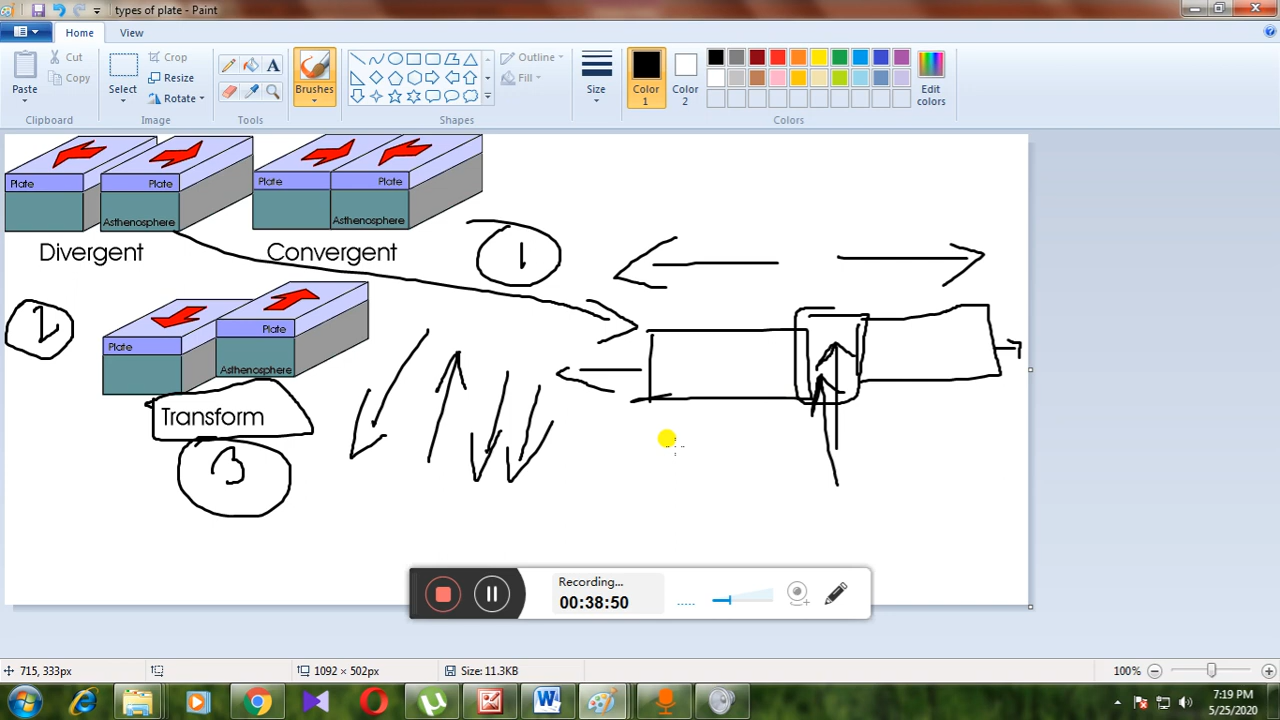 types of plate - Paint
Home View
Paste
Cut
Copy
Clipboard
Select
Crop
Resize
Rotate
Image
Tools
Brushes
Shapes
Outline
Fill
Size
Color 1
Color 2
Edit colors
Colors
Plate Plate Plate Plate
Asthenosphere Asthenosphere
Divergent Convergent
1
2
Plate Plate
Asthenosphere
Transform
3
Recording...
00:38:50
715, 333px 1092 × 502px Size: 11.3KB 100%
7:19 PM
5/25/2020